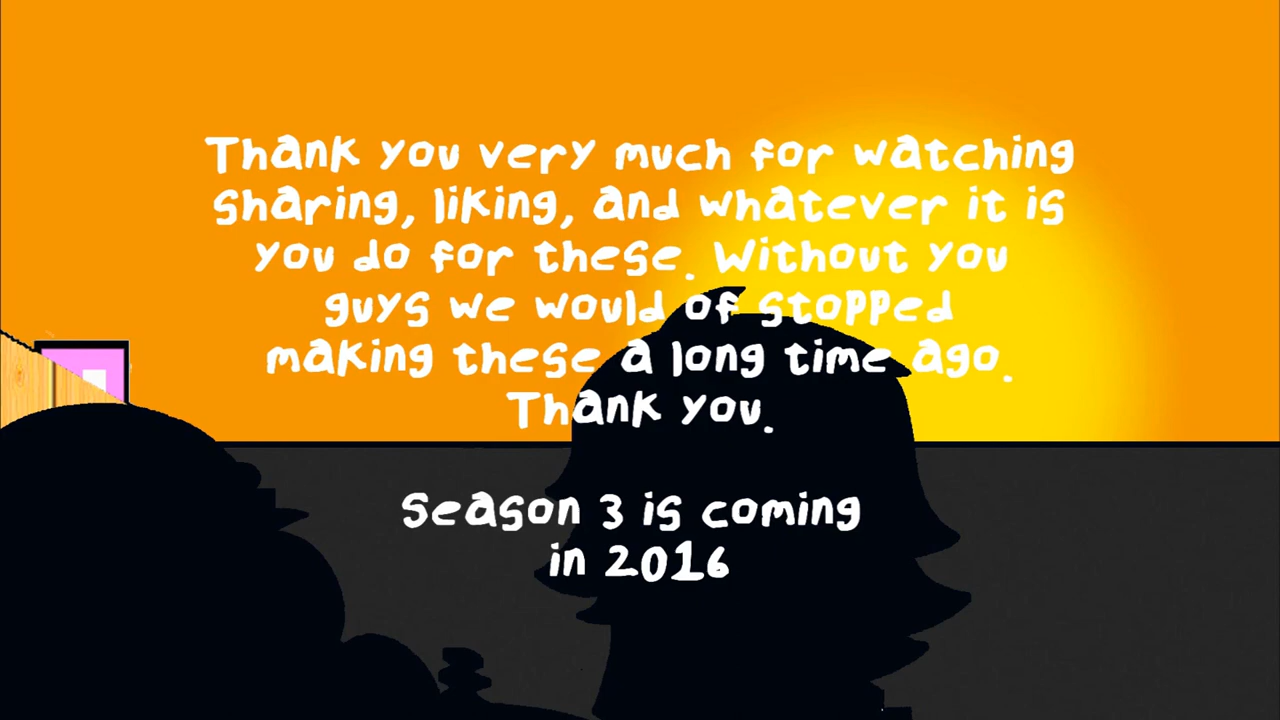 Thank you very much for watching
sharing, liking, and whatever it is
you do for these. Without you
guys we would of stopped
making these a long time ago.
Thank you.
Season 3 is coming
in 2016